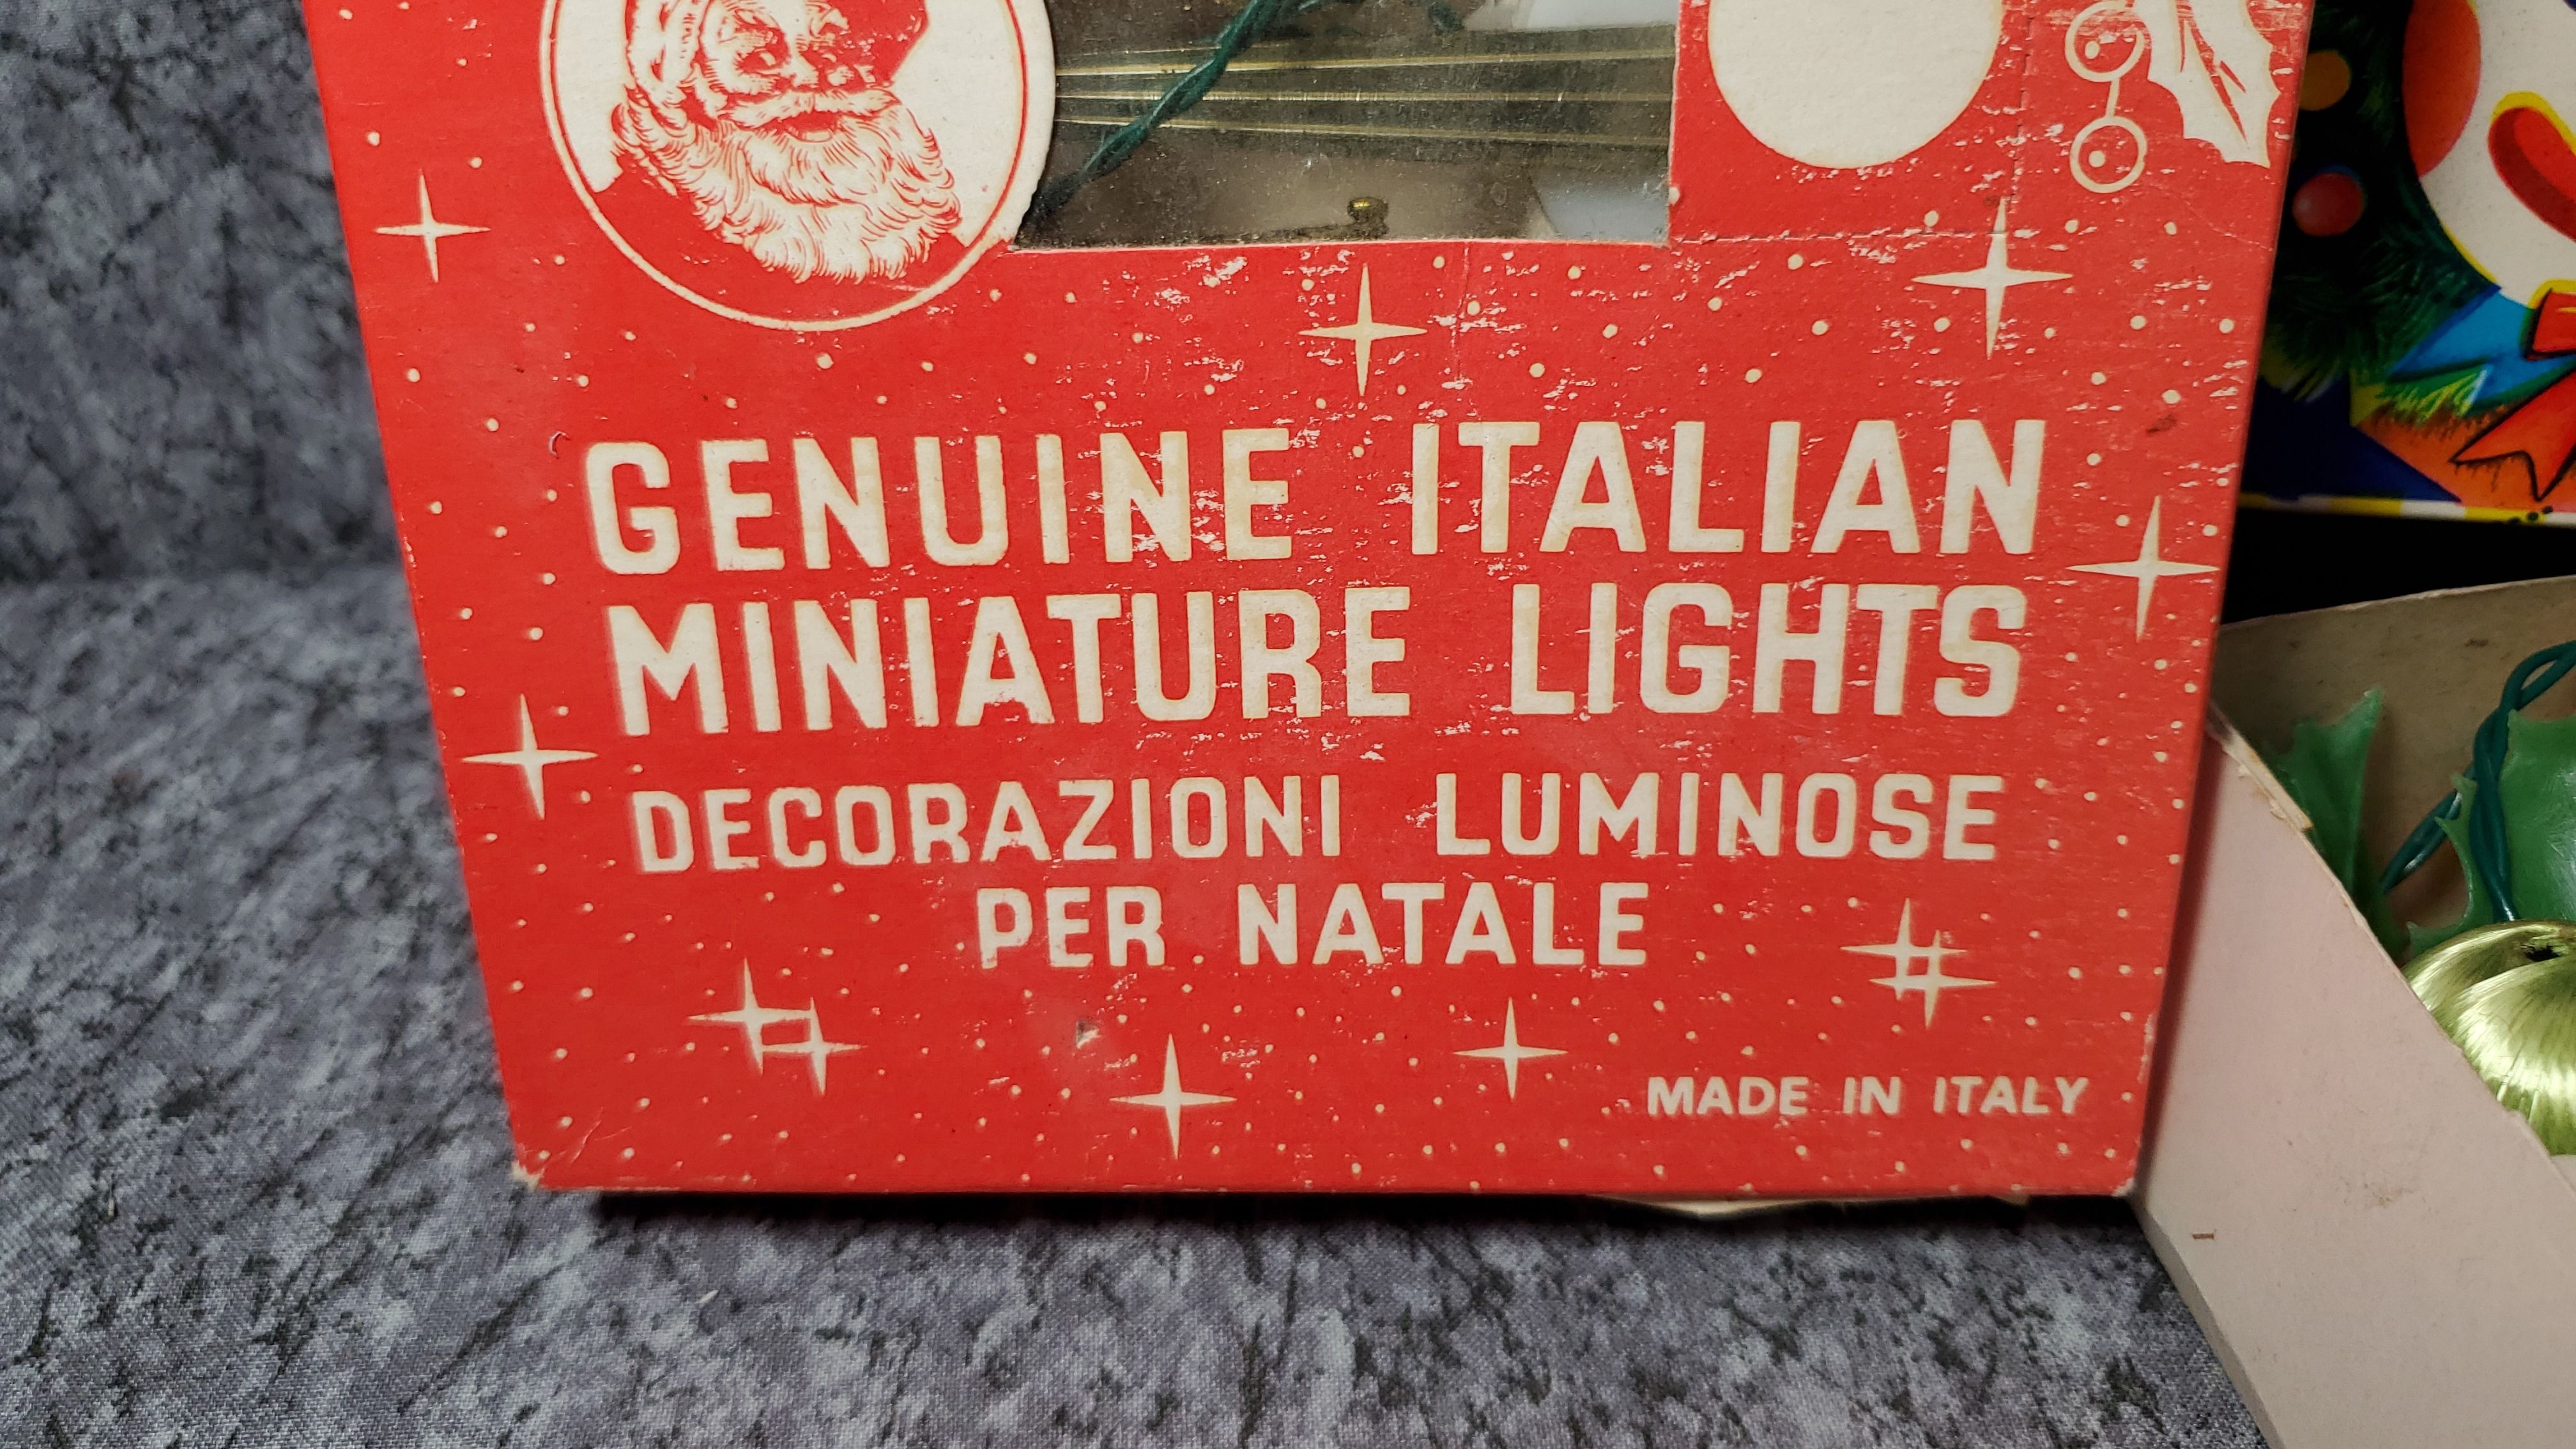 GENUINE ITALIAN
MINIATURE LIGHTS
DECORAZIONI LUMINOSE
PER NATALE
MADE IN ITALY